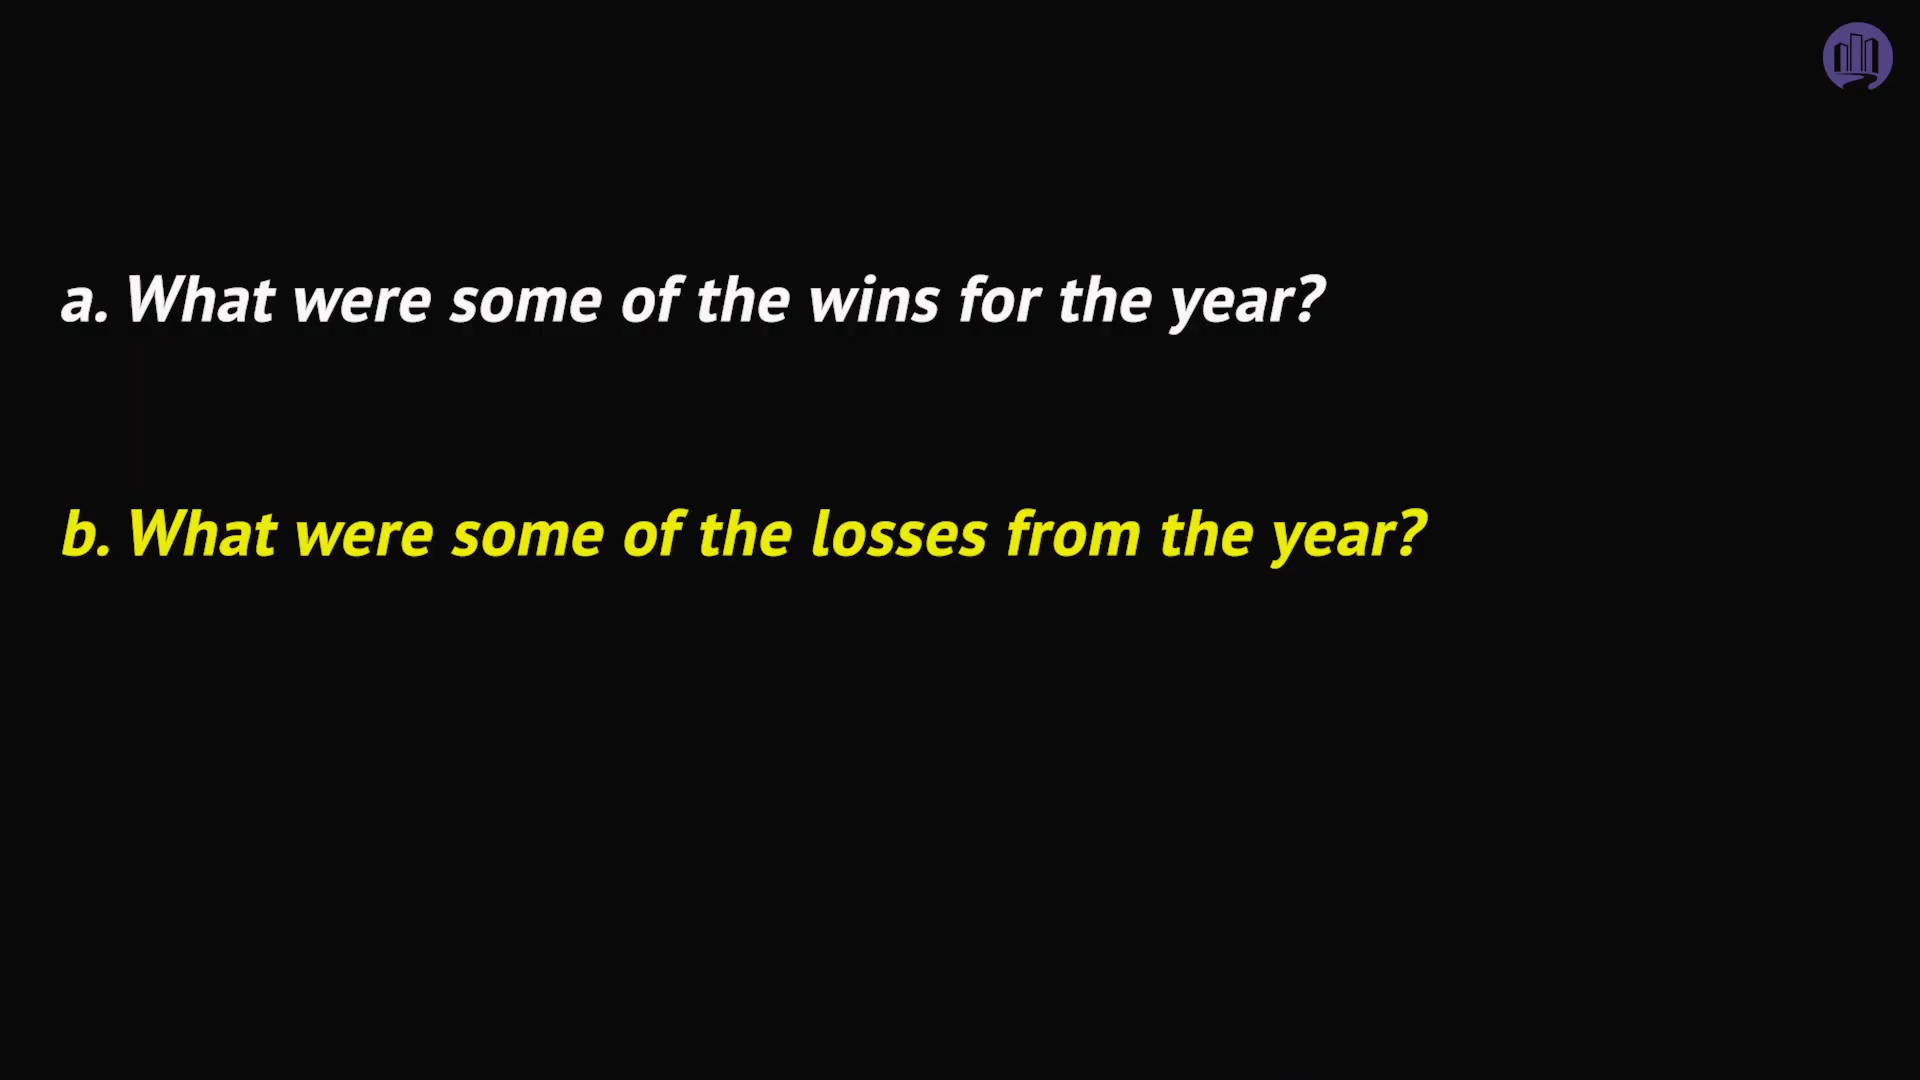 a. What were some of the wins for the year?
b. What were some of the losses from the year?